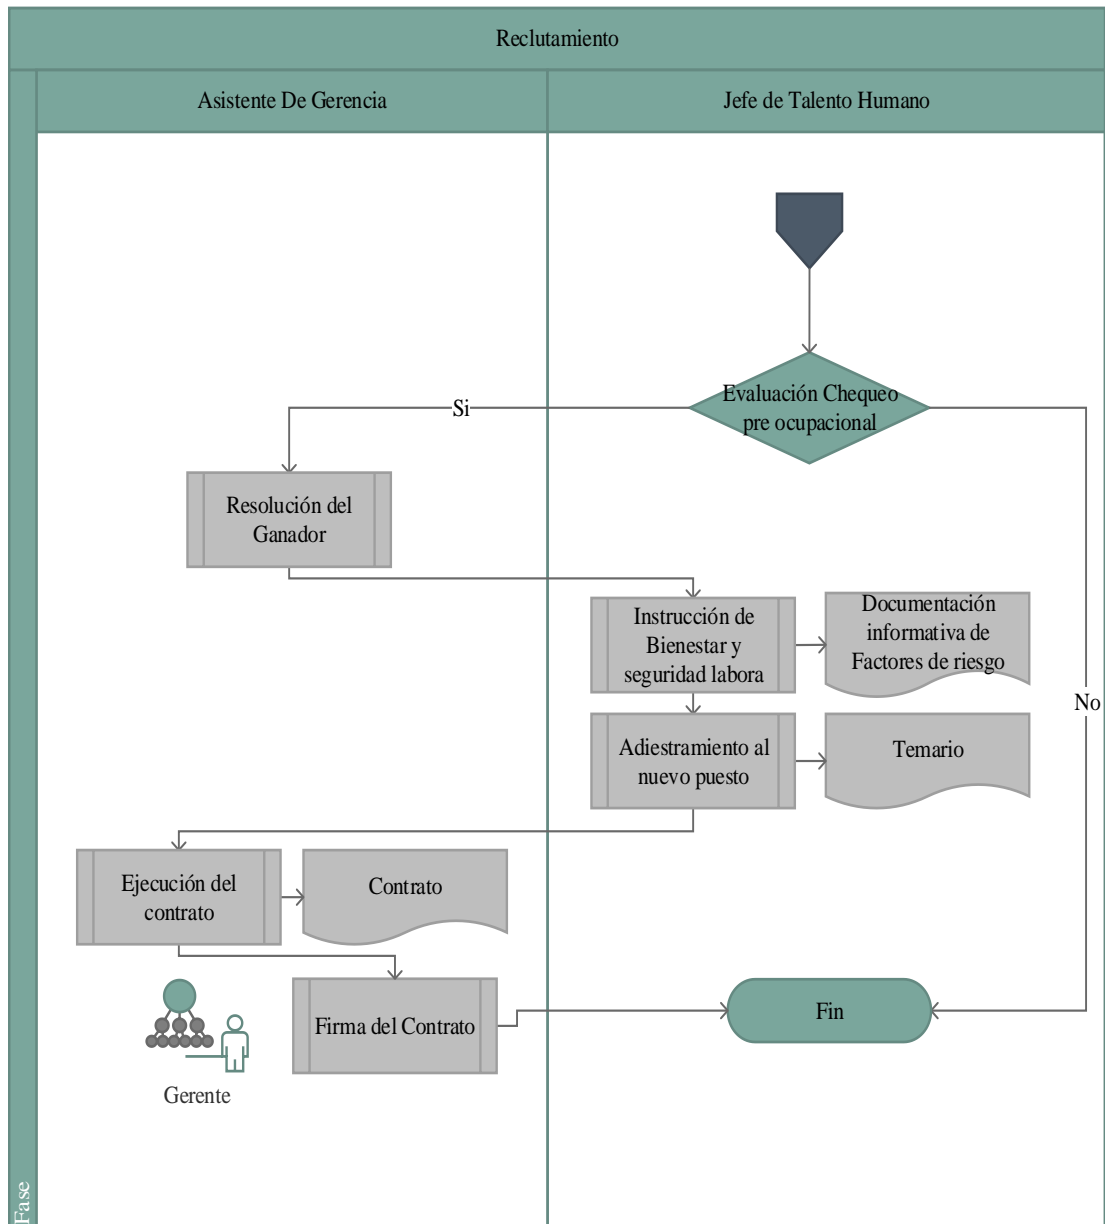 Reclutamiento
Asistente De Gerencia
Jefe de Talento Humano
Evaluación Chequeo
pre ocupacional
Si
Resolución del
Ganador
Instrucción de
Bienestar y
seguridad labora
Documentación
informativa de
Factores de riesgo
No
Adiestramiento al
nuevo puesto
Temario
Ejecución del
contrato
Contrato
Firma del Contrato
Fin
Gerente
Fase